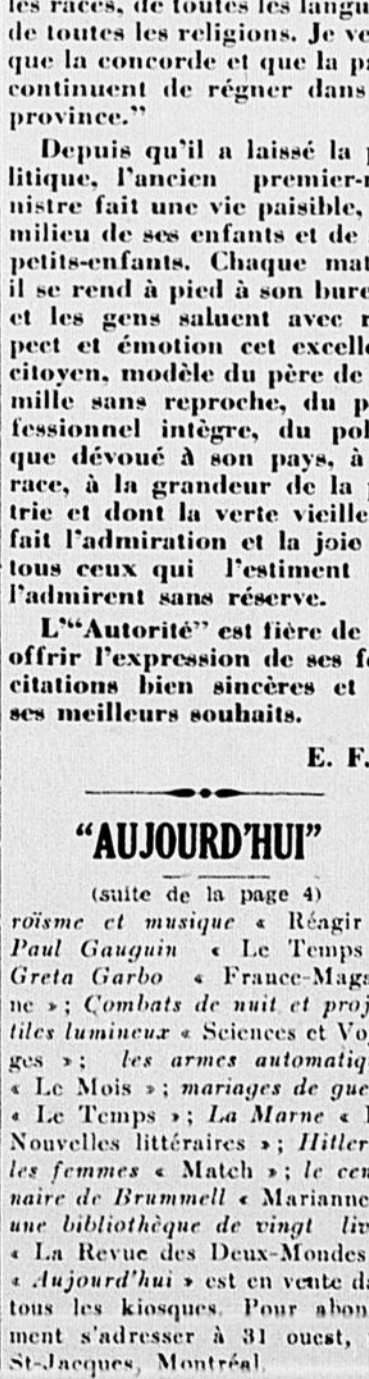 les races, de toutes les langu
de toutes les religions. Je ve
que la concorde et que la pa
continuent de régner dans
province."
Depuis qu'il a laissé la p
litique, l'ancien premier-m
nistre fait une vie paisible,
milieu de ses enfants et de
petits-enfants. Chaque mat
il se rend à pied à son bure
et les gens saluent avec r
pect et émotion cet excelle
citoyen, modèle du père de
mille sans reproche, du p
fessionnel intègre, du pol
que dévoué à son pays, à
race, à la grandeur de la p
trie et dont la verte vieille
fait l'admiration et la joie
tous ceux qui l'estiment
l'admirent sans réserve.
L'"Autorité" est fière de
offrir l'expression de ses fé
citations bien sincères et
ses meilleurs souhaits.
E. F.
"AUJOURD'HUI"
(suite de la page 4)
roïsme et musique « Réagir
Paul Gauguin « Le Temps
Greta Garbo « France-Maga
ne »; Combats de nuit et proj
tiles lumineux « Sciences et Voy
ges »; les armes automatiq
« Le Mois »; mariages de gue
« Le Temps »; La Marne «
Nouvelles littéraires »; Hitler
les femmes « Match »; le cen
naire de Brummell « Marianne
une bibliothèque de vingt liv
« La Revue des Deux-Mondes
« Aujourd'hui » est en vente da
tous les kiosques. Pour abon
ment s'adresser à 31 ouest,
St-Jacques, Montréal.